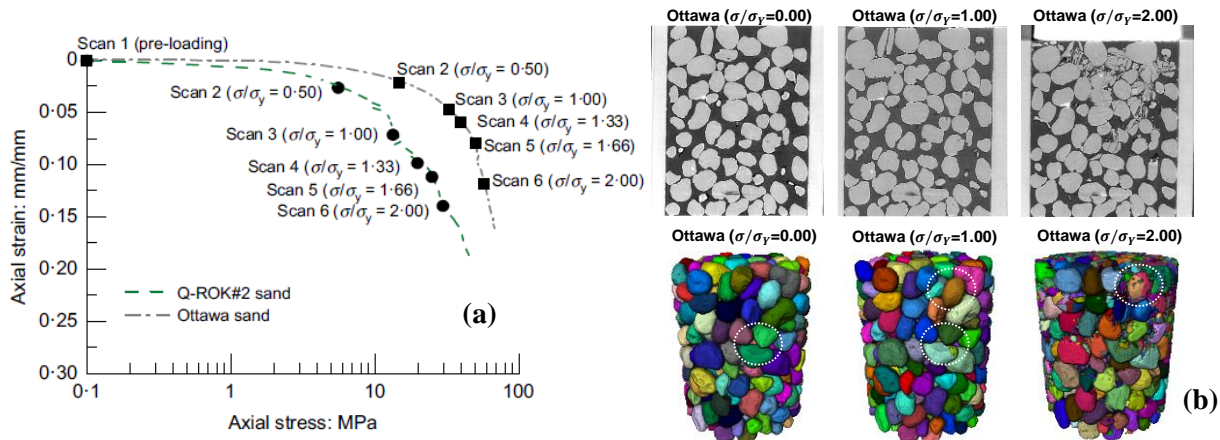 Scan 1 (pre-loading)
Scan 2 (σ/σy = 0·50)
Scan 2 (σ/σy = 0·50)
Scan 3 (σ/σy = 1·00)
Scan 4 (σ/σy = 1·33)
Scan 3 (σ/σy = 1·00)
Scan 5 (σ/σy = 1·66)
Scan 4 (σ/σy = 1·33)
Scan 6 (σ/σy = 2·00)
Scan 5 (σ/σy = 1·66)
Scan 6 (σ/σy = 2·00)
Axial strain: mm/mm
0
0·05
0·10
0·15
0·20
0·25
0·30
Q-ROK#2 sand
Ottawa sand
(a)
0·1
1
10
100
Axial stress: MPa
Ottawa (σ/σY=0.00)
Ottawa (σ/σY=1.00)
Ottawa (σ/σY=2.00)
Ottawa (σ/σY=0.00)
Ottawa (σ/σY=1.00)
Ottawa (σ/σY=2.00)
(b)